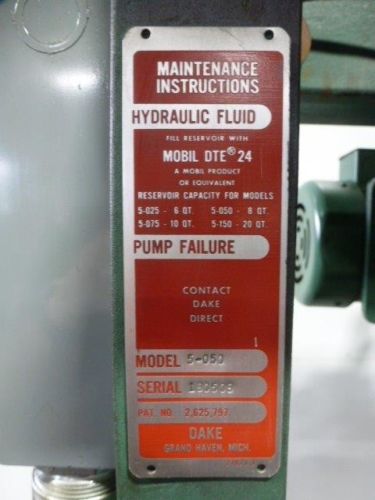 MAINTENANCE
INSTRUCTIONS
HYDRAULIC FLUID
FILL RESERVOIR WITH
MOBIL DTE® 24
A MOBIL PRODUCT
OR EQUIVALENT
RESERVOIR CAPACITY FOR MODELS
5-025 - 6 QT. 5-050 - 8 QT.
5-075 - 10 QT. 5-150 - 20 QT.
PUMP FAILURE
CONTACT
DAKE
DIRECT
1
MODEL 5-050
SERIAL
PAT. NO. 2,625,797
DAKE
GRAND HAVEN, MICH.